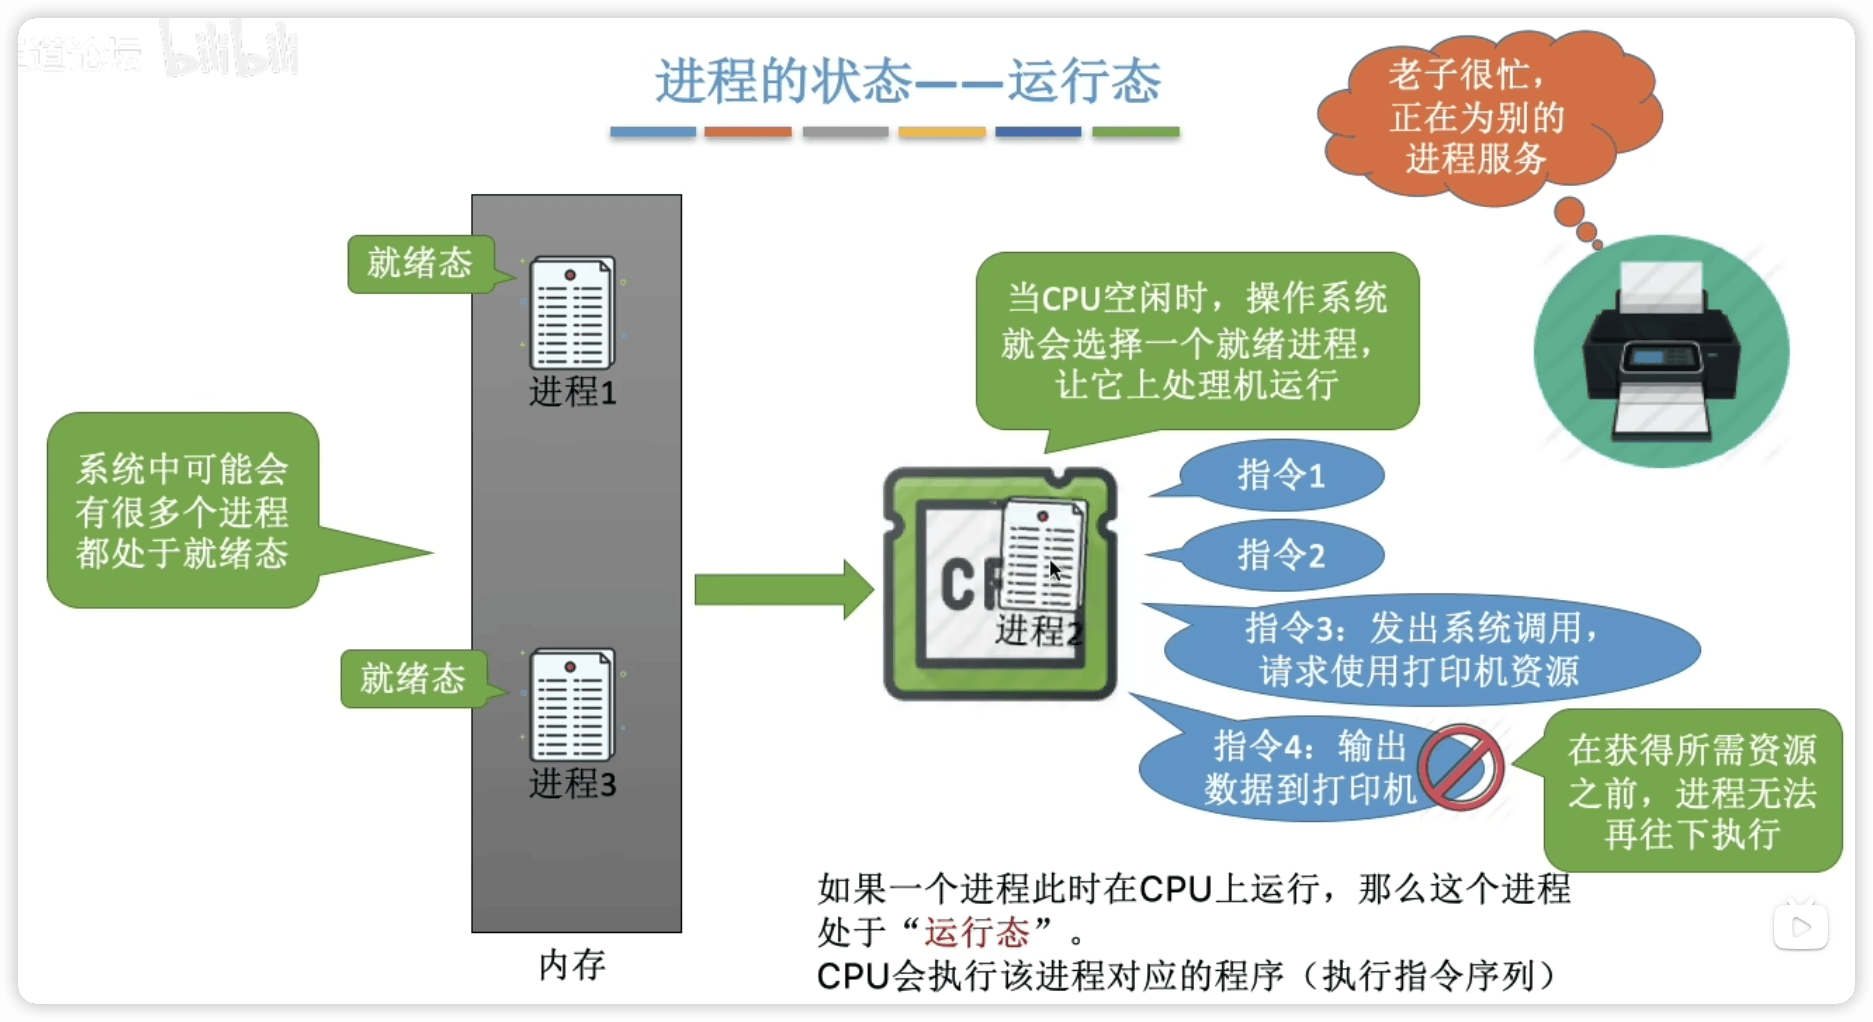 道论坛 bilibili
进程的状态——运行态
老子很忙，
正在为别的
进程服务
就绪态
进程1
当CPU空闲时，操作系统
就会选择一个就绪进程，
让它上处理机运行
系统中可能会
有很多个进程
都处于就绪态
指令1
指令2
进程2
指令3：发出系统调用，
请求使用打印机资源
就绪态
进程3
指令4：输出
数据到打印机
在获得所需资源
之前，进程无法
再往下执行
内存
如果一个进程此时在CPU上运行，那么这个进程
处于“运行态”。
CPU会执行该进程对应的程序（执行指令序列）